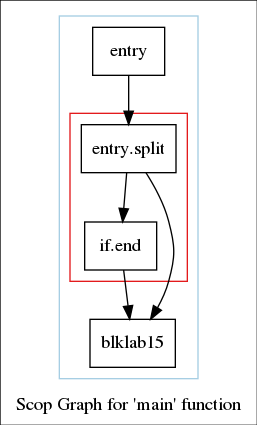 entry
entry.split
if.end
blklab15
Scop Graph for 'main' function